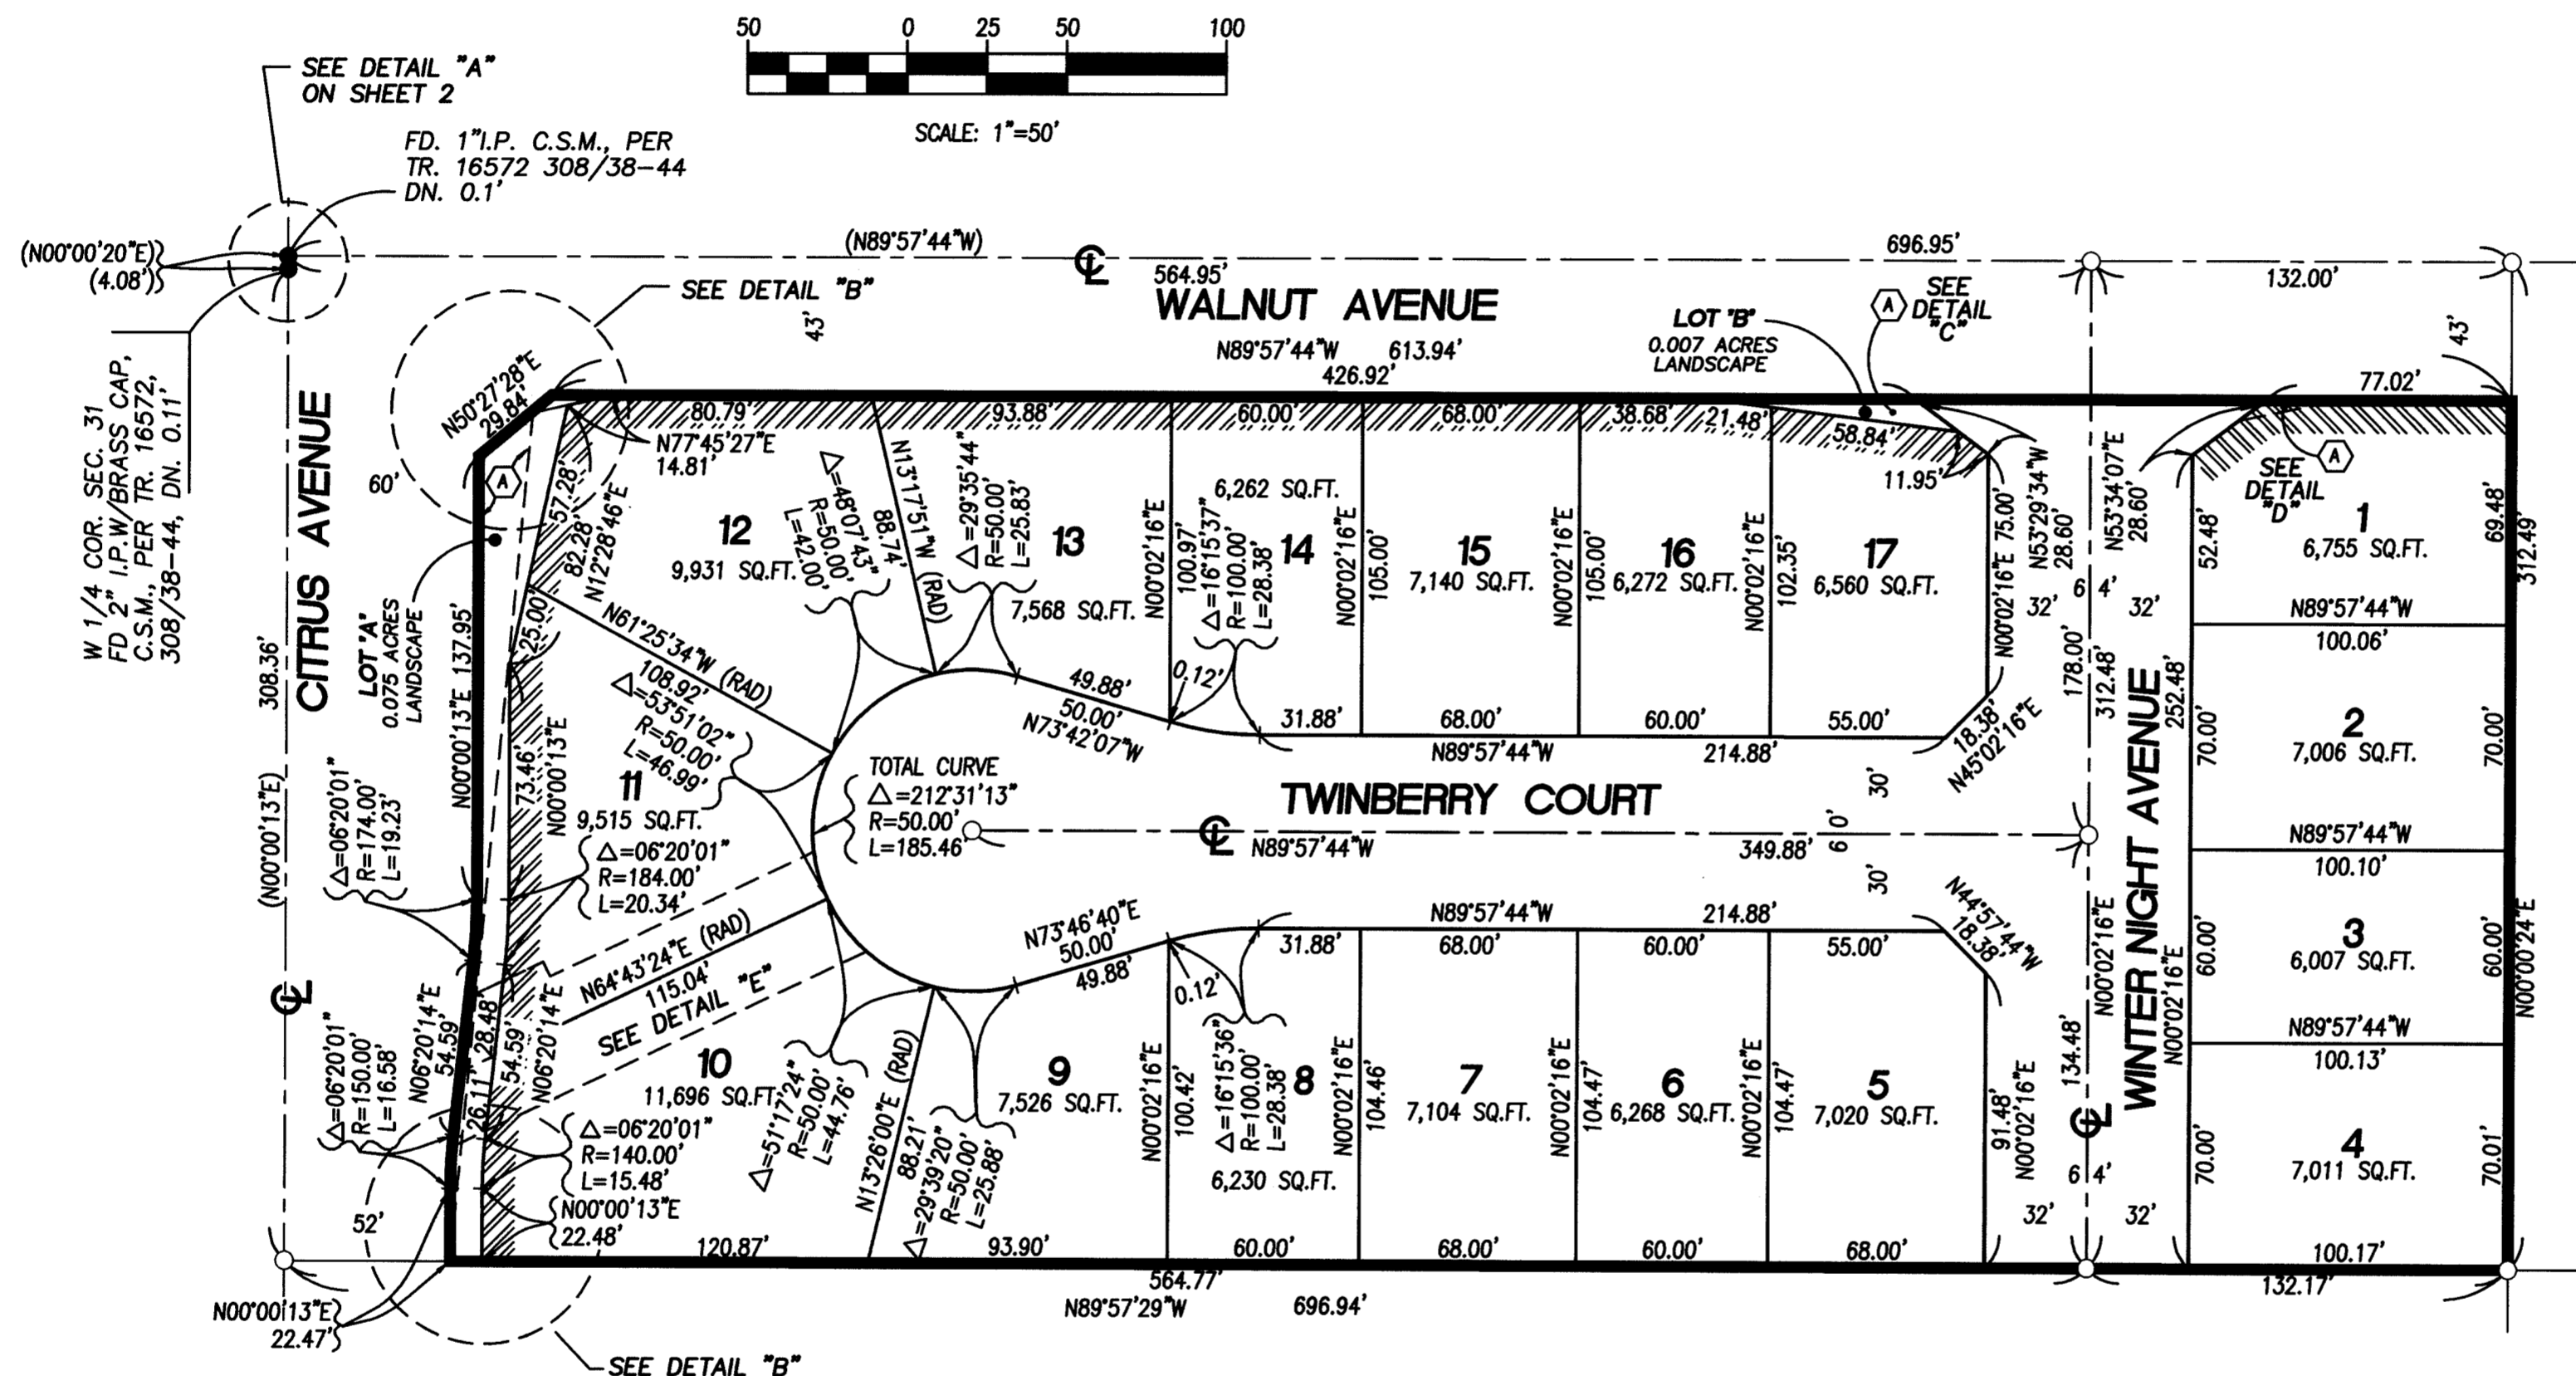 50 0 25 50 100
SCALE: 1"=50'
SEE DETAIL "A"
ON SHEET 2
FD. 1"I.P. C.S.M., PER
TR. 16572 308/38-44
DN. 0.1'
(N00°00'20"E)
(4.08')
W 1/4 COR. SEC. 31
FD 2" I.P.W/BRASS CAP,
C.S.M., PER TR. 16572,
308/38-44, DN. 0.11'
(N89°57'44"W)
564.95'
696.95'
132.00'
WALNUT AVENUE
SEE DETAIL "B"
43'
N89°57'44"W 613.94'
426.92'
LOT "B"
0.007 ACRES
LANDSCAPE
A
SEE
DETAIL
"C"
43'
77.02'
N50°27'28"E
29.84'
60'
A
CITRUS AVENUE
308.36'
(N00°00'13"E)
LOT "A"
0.075 ACRES
LANDSCAPE
N00°00'13"E 137.95'
80.79'
93.88'
60.00'
68.00'
38.68'
21.48'
58.84'
11.95'
N77°45'27"E
14.81'
57.28'
82.28'
N12°28'46"E
25.00'
12
9,931 SQ.FT.
△=48°07'43"
R=50.00'
L=42.00'
N13°17'51"W (RAD)
88.74'
△=29°35'44"
R=50.00'
L=25.83'
13
7,568 SQ.FT.
N00°02'16"E
100.97'
6,262 SQ.FT.
△=16°15'37"
R=100.00'
L=28.38'
14
N00°02'16"E
105.00'
15
7,140 SQ.FT.
N00°02'16"E
105.00'
16
6,272 SQ.FT.
N00°02'16"E
102.35'
17
6,560 SQ.FT.
N00°02'16"E 75.00'
N53°29'34"W
28.60'
N53°34'07"E
28.60'
64'
32'
32'
SEE
DETAIL
"D"
A
1
6,755 SQ.FT.
52.48'
69.48'
312.49'
N89°57'44"W
100.06'
N61°25'34"W (RAD)
108.92'
△=53°51'02"
R=50.00'
L=46.99'
49.88'
50.00'
N73°42'07"W
0.12'
31.88'
68.00'
60.00'
55.00'
N89°57'44"W
214.88'
18.38'
N45°02'16"E
178.00'
312.48'
252.48'
WINTER NIGHT AVENUE
70.00'
2
7,006 SQ.FT.
70.00'
N89°57'44"W
100.10'
73.46'
N00°00'13"E
11
9,515 SQ.FT.
△=06°20'01"
R=184.00'
L=20.34'
△=06°20'01"
R=174.00'
L=19.23'
TOTAL CURVE
△=212°31'13"
R=50.00'
L=185.46'
TWINBERRY COURT
N89°57'44"W
349.88'
30'
60'
30'
N64°43'24"E (RAD)
115.04'
SEE DETAIL "E"
N73°46'40"E
50.00'
49.88'
0.12'
31.88'
68.00'
60.00'
55.00'
N89°57'44"W
214.88'
N44°57'44"W
18.38'
N00°02'16"E
N00°02'16"E
60.00'
3
6,007 SQ.FT.
60.00'
N00°00'24"E
N89°57'44"W
100.13'
N06°20'14"E
54.59'
28.48'
26.11'
54.59'
N06°20'14"E
△=06°20'01"
R=150.00'
L=16.58'
△=06°20'01"
R=140.00'
L=15.48'
N00°00'13"E
22.48'
10
11,696 SQ.FT.
△=51°17'24"
R=50.00'
L=44.76'
N13°26'00"E (RAD)
88.21'
△=29°39'20"
R=50.00'
L=25.88'
9
7,526 SQ.FT.
N00°02'16"E
100.42'
△=16°15'36"
R=100.00'
L=28.38'
8
6,230 SQ.FT.
N00°02'16"E
104.46'
7
7,104 SQ.FT.
N00°02'16"E
104.47'
6
6,268 SQ.FT.
N00°02'16"E
104.47'
5
7,020 SQ.FT.
91.48'
N00°02'16"E
134.48'
64'
32'
32'
70.00'
4
7,011 SQ.FT.
70.01'
52'
120.87'
93.90'
60.00'
68.00'
60.00'
68.00'
100.17'
132.17'
564.77'
N89°57'29"W
696.94'
N00°00'13"E
22.47'
SEE DETAIL "B"